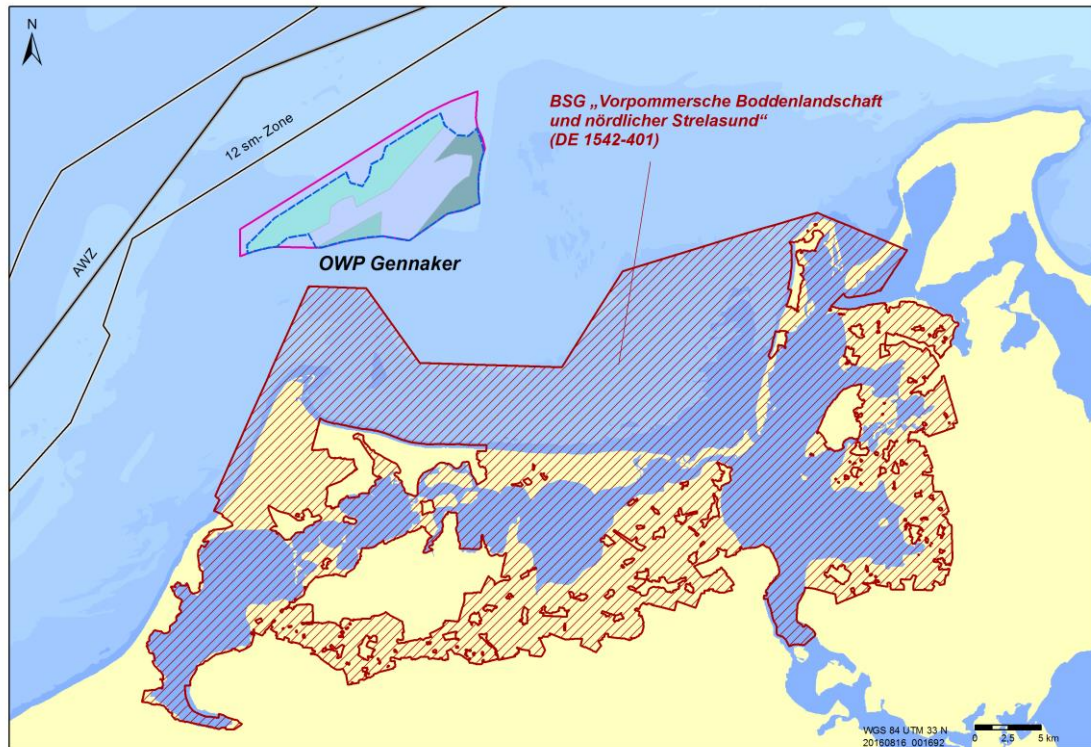 N
12 sm- Zone
AWZ
BSG „Vorpommersche Boddenlandschaft
und nördlicher Strelasund“
(DE 1542-401)
OWP Gennaker
WGS 84 UTM 33 N
20160816_001692
0 2,5 5 km